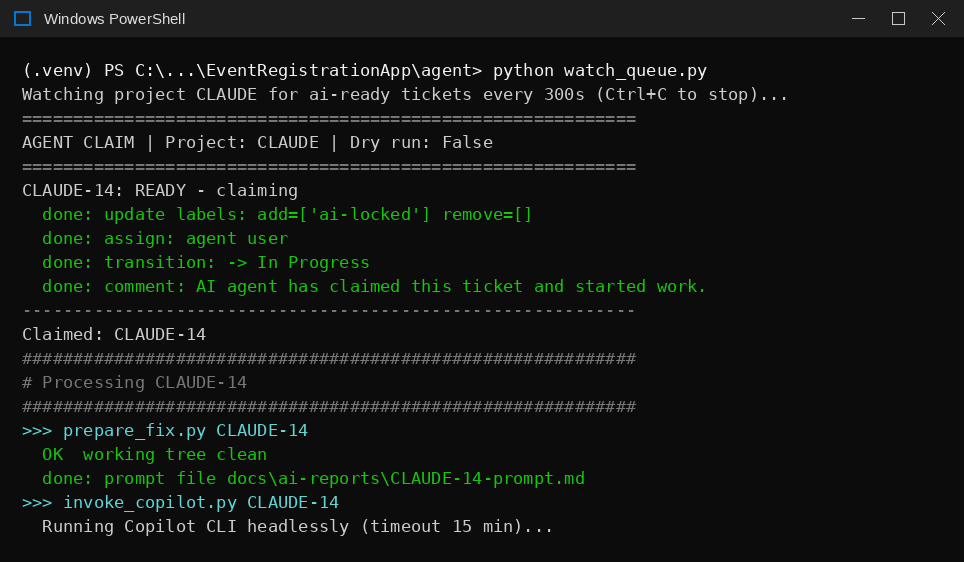 Windows PowerShell
(.venv) PS C:\...\EventRegistrationApp\agent> python watch_queue.py
Watching project CLAUDE for ai-ready tickets every 300s (Ctrl+C to stop)...
============================================================
AGENT CLAIM | Project: CLAUDE | Dry run: False
============================================================
CLAUDE-14: READY - claiming
  done: update labels: add=['ai-locked'] remove=[]
  done: assign: agent user
  done: transition: -> In Progress
  done: comment: AI agent has claimed this ticket and started work.
------------------------------------------------------------
Claimed: CLAUDE-14
############################################################
# Processing CLAUDE-14
############################################################
>>> prepare_fix.py CLAUDE-14
  OK  working tree clean
  done: prompt file docs\ai-reports\CLAUDE-14-prompt.md
>>> invoke_copilot.py CLAUDE-14
  Running Copilot CLI headlessly (timeout 15 min)...